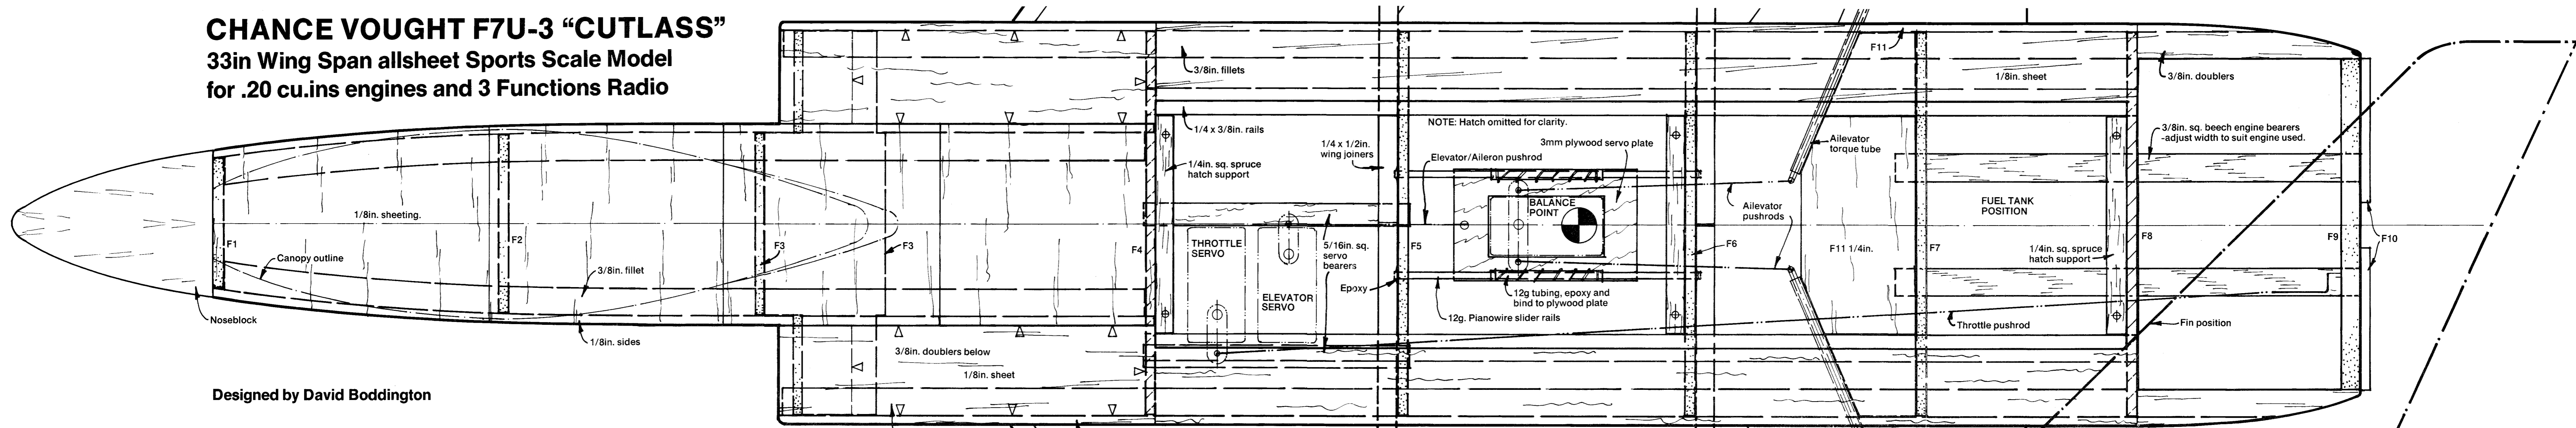 CHANCE VOUGHT F7U-3 “CUTLASS”
33in Wing Span allsheet Sports Scale Model
for .20 cu.ins engines and 3 Functions Radio
Designed by David Boddington
Noseblock
F1
Canopy outline
1/8in. sheeting.
F2
3/8in. fillet
1/8in. sides
F3
F3
3/8in. doublers below
1/8in. sheet
F4
3/8in. fillets
1/4 x 3/8in. rails
1/4in. sq. spruce
hatch support
THROTTLE
SERVO
ELEVATOR
SERVO
5/16in. sq.
servo
bearers
1/4 x 1/2in.
wing joiners
Epoxy
F5
NOTE: Hatch omitted for clarity.
Elevator/Aileron pushrod
3mm plywood servo plate
BALANCE
POINT
12g tubing, epoxy and
bind to plywood plate
12g. Pianowire slider rails
F6
Ailevator
pushrods
Ailevator
torque tube
F11
F11 1/4in.
F7
1/8in. sheet
FUEL TANK
POSITION
1/4in. sq. spruce
hatch support
Throttle pushrod
F8
3/8in. doublers
3/8in. sq. beech engine bearers
-adjust width to suit engine used.
Fin position
F9
F10